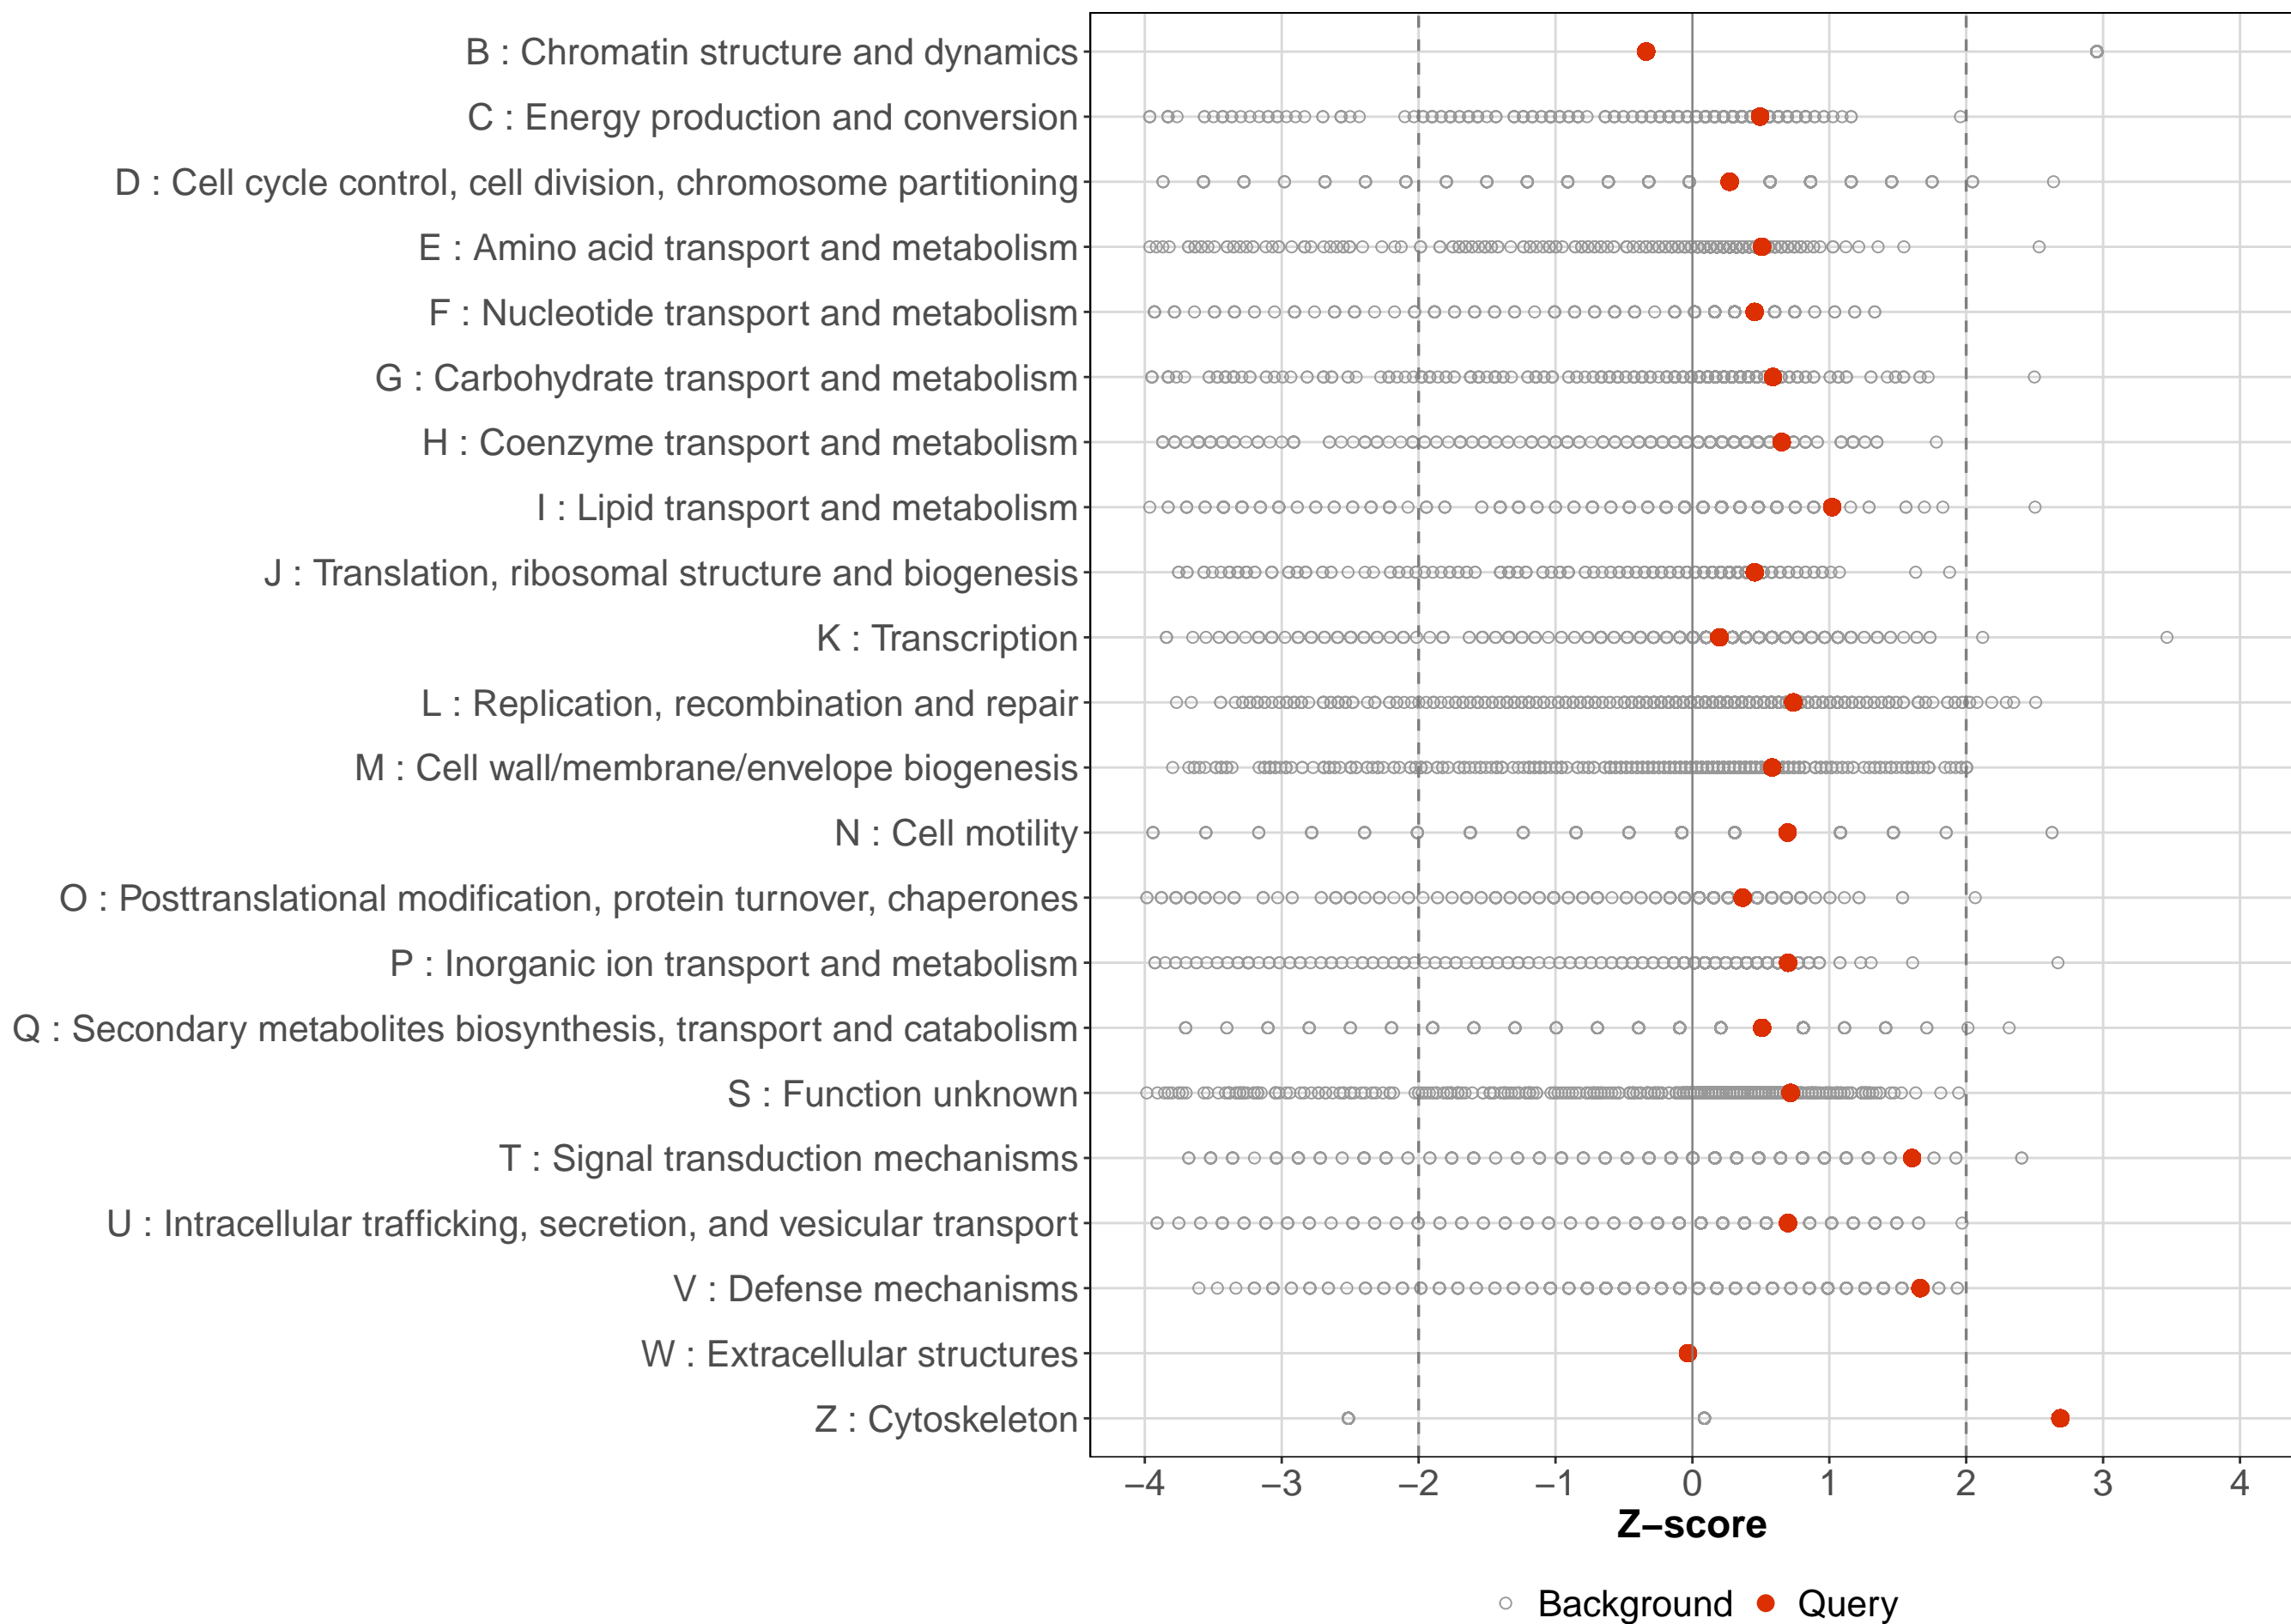 B : Chromatin structure and dynamics
C : Energy production and conversion
D : Cell cycle control, cell division, chromosome partitioning
E : Amino acid transport and metabolism
F : Nucleotide transport and metabolism
G : Carbohydrate transport and metabolism
H : Coenzyme transport and metabolism
I : Lipid transport and metabolism
J : Translation, ribosomal structure and biogenesis
K : Transcription
L : Replication, recombination and repair
M : Cell wall/membrane/envelope biogenesis
N : Cell motility
O : Posttranslational modification, protein turnover, chaperones
P : Inorganic ion transport and metabolism
Q : Secondary metabolites biosynthesis, transport and catabolism
S : Function unknown
T : Signal transduction mechanisms
U : Intracellular trafficking, secretion, and vesicular transport
V : Defense mechanisms
W : Extracellular structures
Z : Cytoskeleton
−4 −3 −2 −1 0 1 2 3 4
Z−score
Background Query